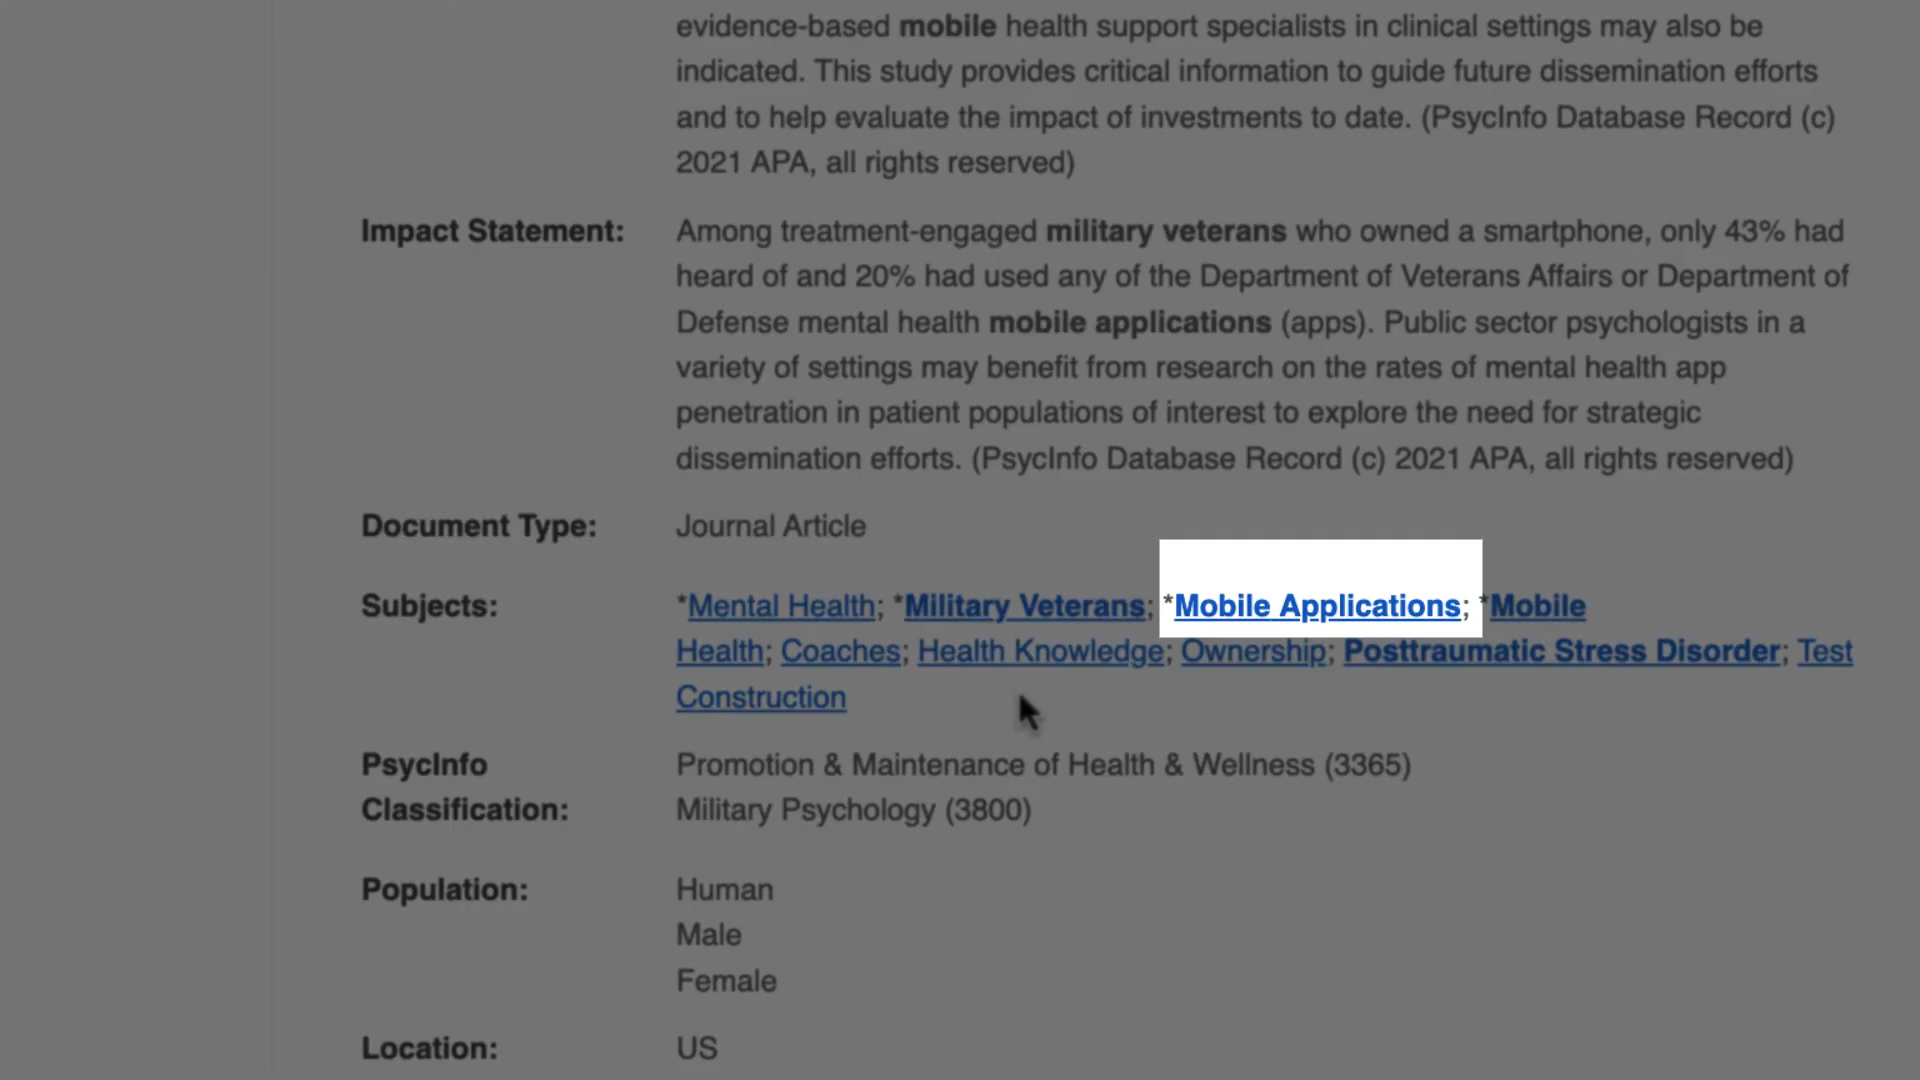 evidence-based mobile health support specialists in clinical settings may also be
indicated. This study provides critical information to guide future dissemination efforts
and to help evaluate the impact of investments to date. (PsycInfo Database Record (c)
2021 APA, all rights reserved)
Impact Statement: Among treatment-engaged military veterans who owned a smartphone, only 43% had
heard of and 20% had used any of the Department of Veterans Affairs or Department of
Defense mental health mobile applications (apps). Public sector psychologists in a
variety of settings may benefit from research on the rates of mental health app
penetration in patient populations of interest to explore the need for strategic
dissemination efforts. (PsycInfo Database Record (c) 2021 APA, all rights reserved)
Document Type: Journal Article
Subjects: *Mental Health; *Military Veterans; *Mobile Applications; *Mobile
Health; Coaches; Health Knowledge; Ownership; Posttraumatic Stress Disorder; Test
Construction
PsycInfo Promotion & Maintenance of Health & Wellness (3365)
Classification: Military Psychology (3800)
Population: Human
Male
Female
Location: US